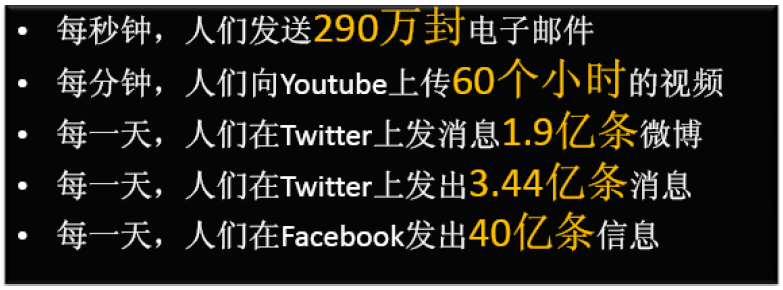 • 每秒钟，人们发送290万封电子邮件
• 每分钟，人们向Youtube上传60个小时的视频
• 每一天，人们在Twitter上发消息1.9亿条微博
• 每一天，人们在Twitter上发出3.44亿条消息
• 每一天，人们在Facebook发出40亿条信息